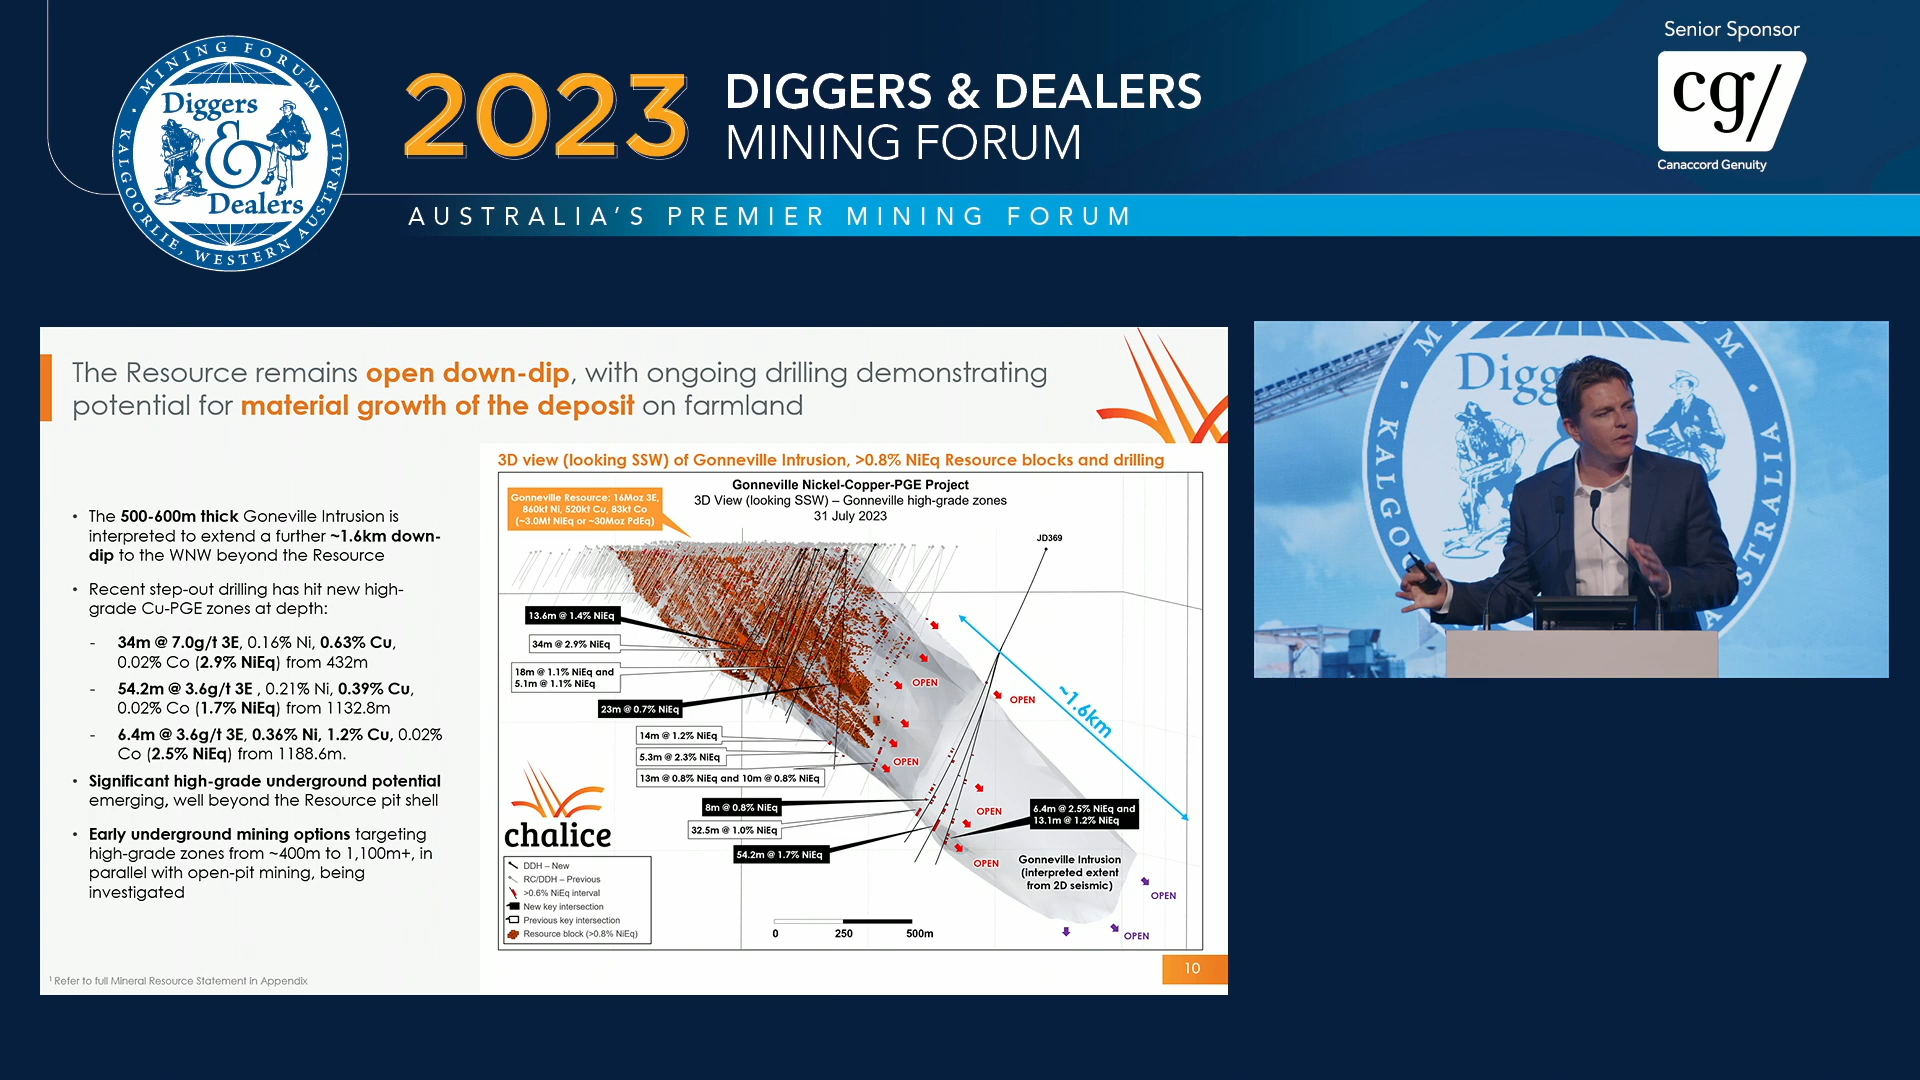 Senior Sponsor
cg/
Canaccord Genuity
MINING FORUM
Diggers
&
Dealers
KALGOORLIE, WESTERN AUSTRALIA
2023
DIGGERS & DEALERS
MINING FORUM
AUSTRALIA'S PREMIER MINING FORUM
The Resource remains open down-dip, with ongoing drilling demonstrating
potential for material growth of the deposit on farmland
• The 500-600m thick Goneville Intrusion is
interpreted to extend a further ~1.6km down-
dip to the WNW beyond the Resource
• Recent step-out drilling has hit new high-
grade Cu-PGE zones at depth:
- 34m @ 7.0g/t 3E, 0.16% Ni, 0.63% Cu,
0.02% Co (2.9% NiEq) from 432m
- 54.2m @ 3.6g/t 3E , 0.21% Ni, 0.39% Cu,
0.02% Co (1.7% NiEq) from 1132.8m
- 6.4m @ 3.6g/t 3E, 0.36% Ni, 1.2% Cu, 0.02%
Co (2.5% NiEq) from 1188.6m.
• Significant high-grade underground potential
emerging, well beyond the Resource pit shell
• Early underground mining options targeting
high-grade zones from ~400m to 1,100m+, in
parallel with open-pit mining, being
investigated
1 Refer to full Mineral Resource Statement in Appendix
3D view (looking SSW) of Gonneville Intrusion, >0.8% NiEq Resource blocks and drilling
Gonneville Nickel-Copper-PGE Project
3D View (looking SSW) – Gonneville high-grade zones
31 July 2023
Gonneville Resource: 16Moz 3E,
860kt Ni, 520kt Cu, 83kt Co
(~3.0Mt NiEq or ~30Moz PdEq)
JD369
13.6m @ 1.4% NiEq
34m @ 2.9% NiEq
18m @ 1.1% NiEq and
5.1m @ 1.1% NiEq
23m @ 0.7% NiEq
14m @ 1.2% NiEq
5.3m @ 2.3% NiEq
13m @ 0.8% NiEq and 10m @ 0.8% NiEq
8m @ 0.8% NiEq
32.5m @ 1.0% NiEq
54.2m @ 1.7% NiEq
6.4m @ 2.5% NiEq and
13.1m @ 1.2% NiEq
OPEN
OPEN
OPEN
OPEN
OPEN
OPEN
OPEN
~1.6km
Gonneville Intrusion
(interpreted extent
from 2D seismic)
chalice
DDH – New
RC/DDH – Previous
>0.6% NiEq interval
New key intersection
Previous key intersection
Resource block (>0.8% NiEq)
0 250 500m
10
Digg
KALGO
STRALIA